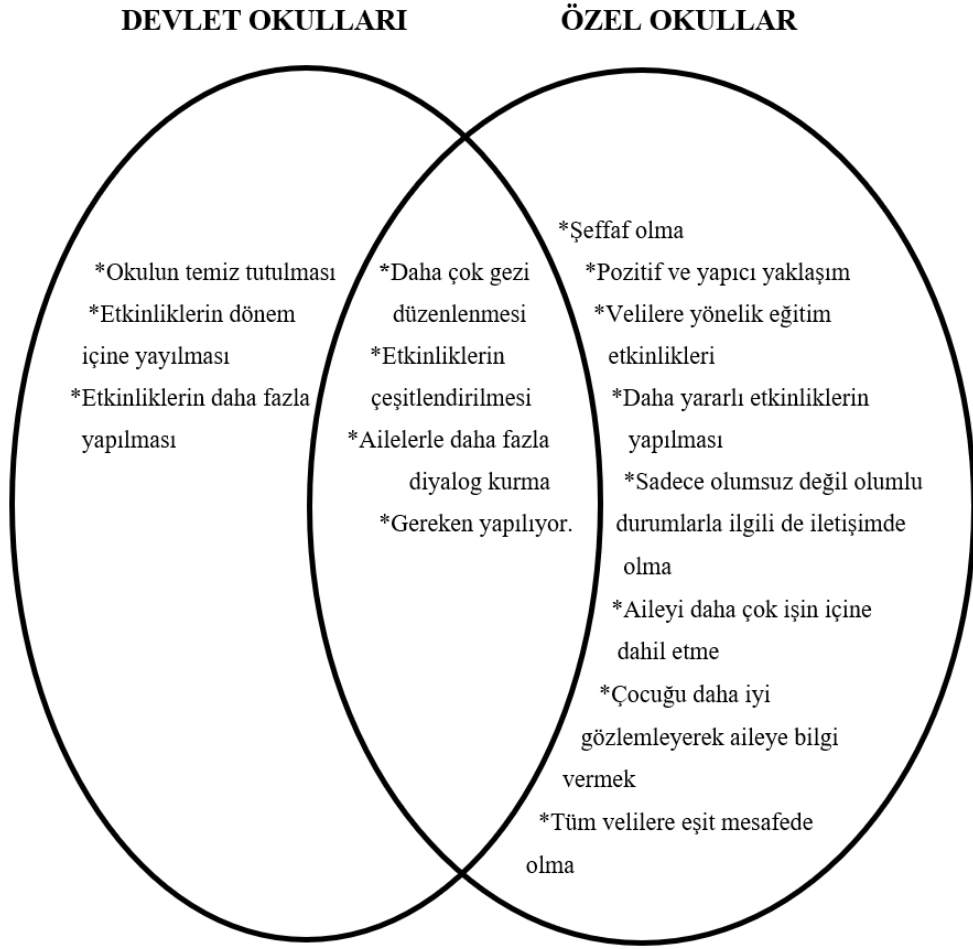 DEVLET OKULLARI
ÖZEL OKULLAR
*Okulun temiz tutulması
*Etkinliklerin dönem
içine yayılması
*Etkinliklerin daha fazla
yapılması
*Daha çok gezi
düzenlenmesi
*Etkinliklerin
çeşitlendirilmesi
*Ailelerle daha fazla
diyalog kurma
*Gereken yapılıyor.
*Şeffaf olma
*Pozitif ve yapıcı yaklaşım
*Velilere yönelik eğitim
etkinlikleri
*Daha yararlı etkinliklerin
yapılması
*Sadece olumsuz değil olumlu
durumlarla ilgili de iletişimde
olma
*Aileyi daha çok işin içine
dahil etme
*Çocuğu daha iyi
gözlemleyerek aileye bilgi
vermek
*Tüm velilere eşit mesafede
olma